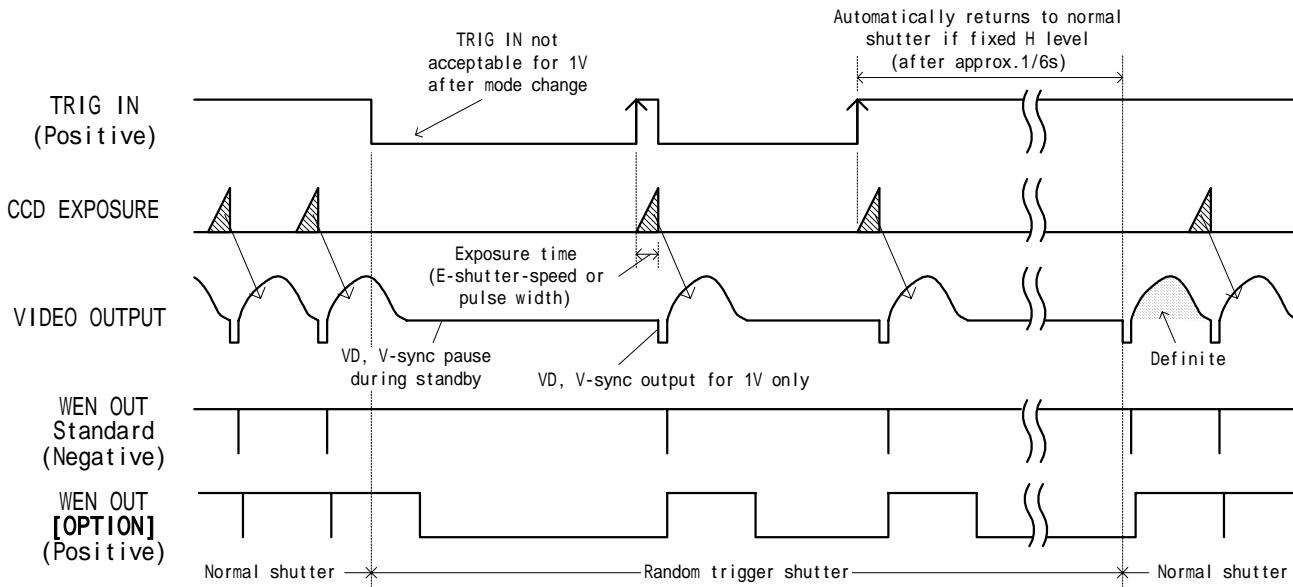 Automatically returns to normal
shutter if fixed H level
(after approx.1/6s)
TRIG IN not
acceptable for 1V
after mode change
TRIG IN
(Positive)
CCD EXPOSURE
Exposure time
(E-shutter-speed or
pulse width)
VIDEO OUTPUT
VD, V-sync pause
during standby
VD, V-sync output for 1V only
Definite
WEN OUT
Standard
(Negative)
WEN OUT
[OPTION]
(Positive)
Normal shutter
Random trigger shutter
Normal shutter